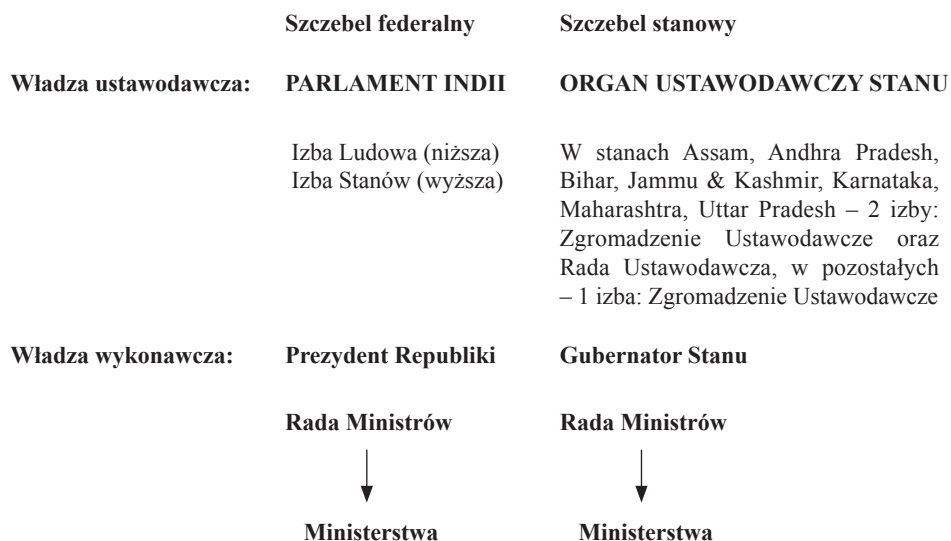 Szczebel federalny Szczebel stanowy
Władza ustawodawcza: PARLAMENT INDII ORGAN USTAWODAWCZY STANU
Izba Ludowa (niższa) W stanach Assam, Andhra Pradesh,
Izba Stanów (wyższa) Bihar, Jammu & Kashmir, Karnataka,
Maharashtra, Uttar Pradesh – 2 izby:
Zgromadzenie Ustawodawcze oraz
Rada Ustawodawcza, w pozostałych
– 1 izba: Zgromadzenie Ustawodawcze
Władza wykonawcza: Prezydent Republiki Gubernator Stanu
Rada Ministrów Rada Ministrów
Ministerstwa Ministerstwa